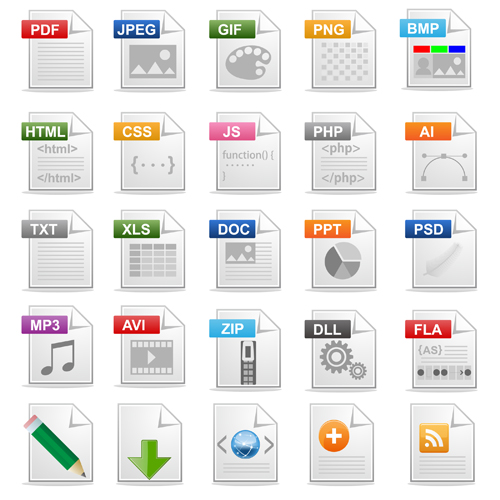 PDF
JPEG
GIF
PNG
BMP
HTML
<html>
</html>
CSS
{···}
JS
function() {
}
PHP
<php>
</php>
AI
TXT
XLS
DOC
PPT
PSD
MP3
AVI
ZIP
DLL
FLA
{AS}
< >